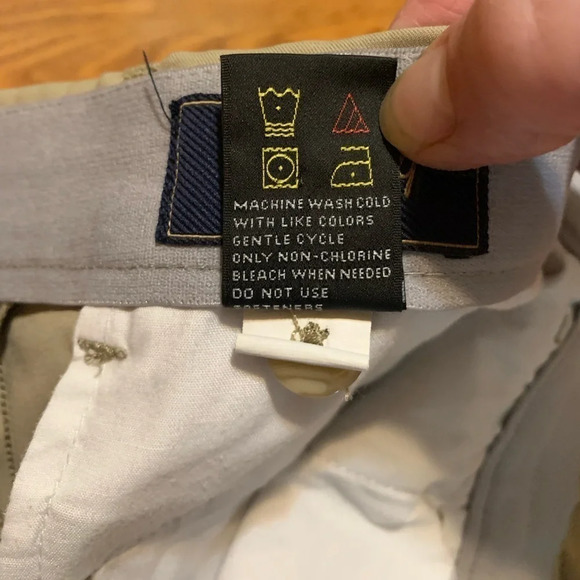 MACHINE WASH COLD
WITH LIKE COLORS
GENTLE CYCLE
ONLY NON-CHLORINE
BLEACH WHEN NEEDED
DO NOT USE